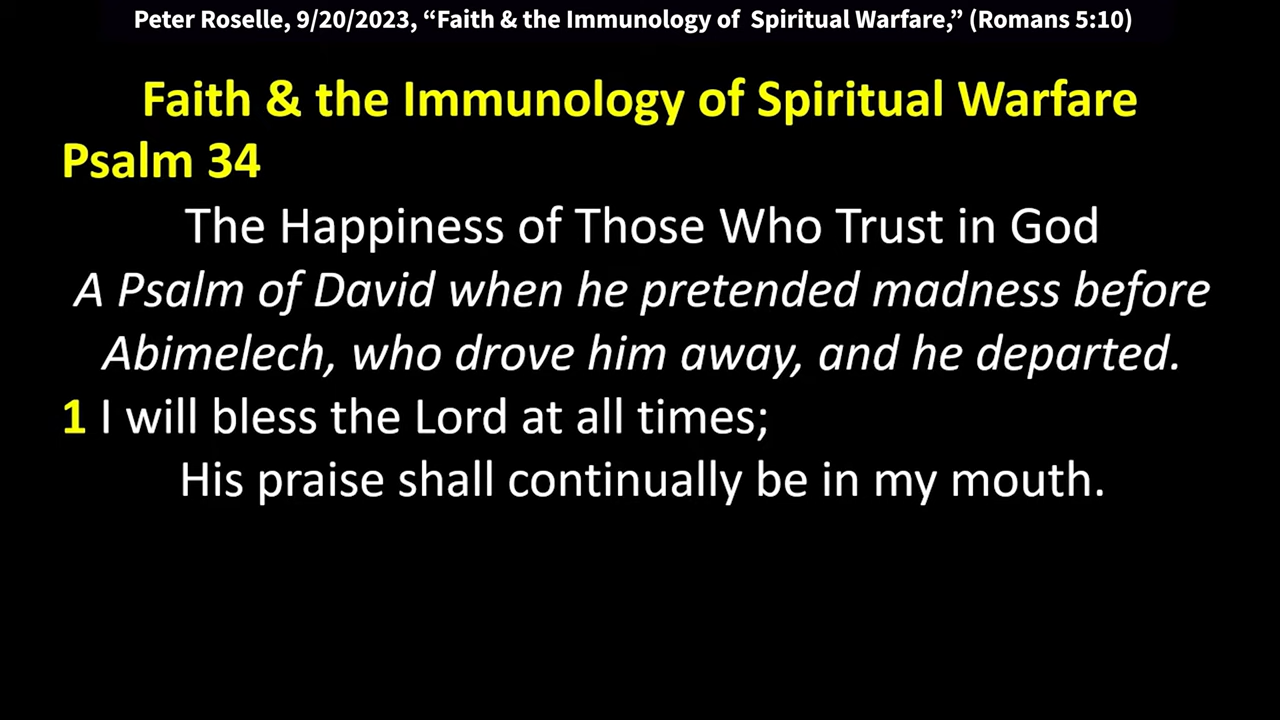 Peter Roselle, 9/20/2023, “Faith & the Immunology of Spiritual Warfare,” (Romans 5:10)
Faith & the Immunology of Spiritual Warfare
Psalm 34
The Happiness of Those Who Trust in God
A Psalm of David when he pretended madness before
Abimelech, who drove him away, and he departed.
1 I will bless the Lord at all times;
His praise shall continually be in my mouth.